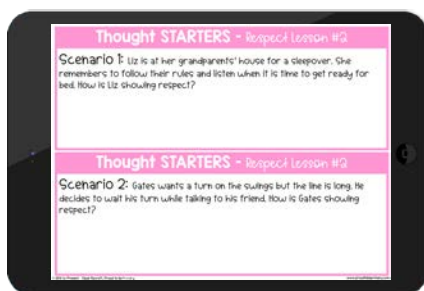 Thought STARTERS - Respect Lesson #2
Scenario 1: Liz is at her grandparents' house for a sleepover. She
remembers to follow their rules and listen when it is time to get ready for
bed. How is Liz showing respect?
Thought STARTERS - Respect Lesson #2
Scenario 2: Gates wants a turn on the swings but the line is long. He
decides to wait his turn while talking to his friend. How is Gates showing
respect?